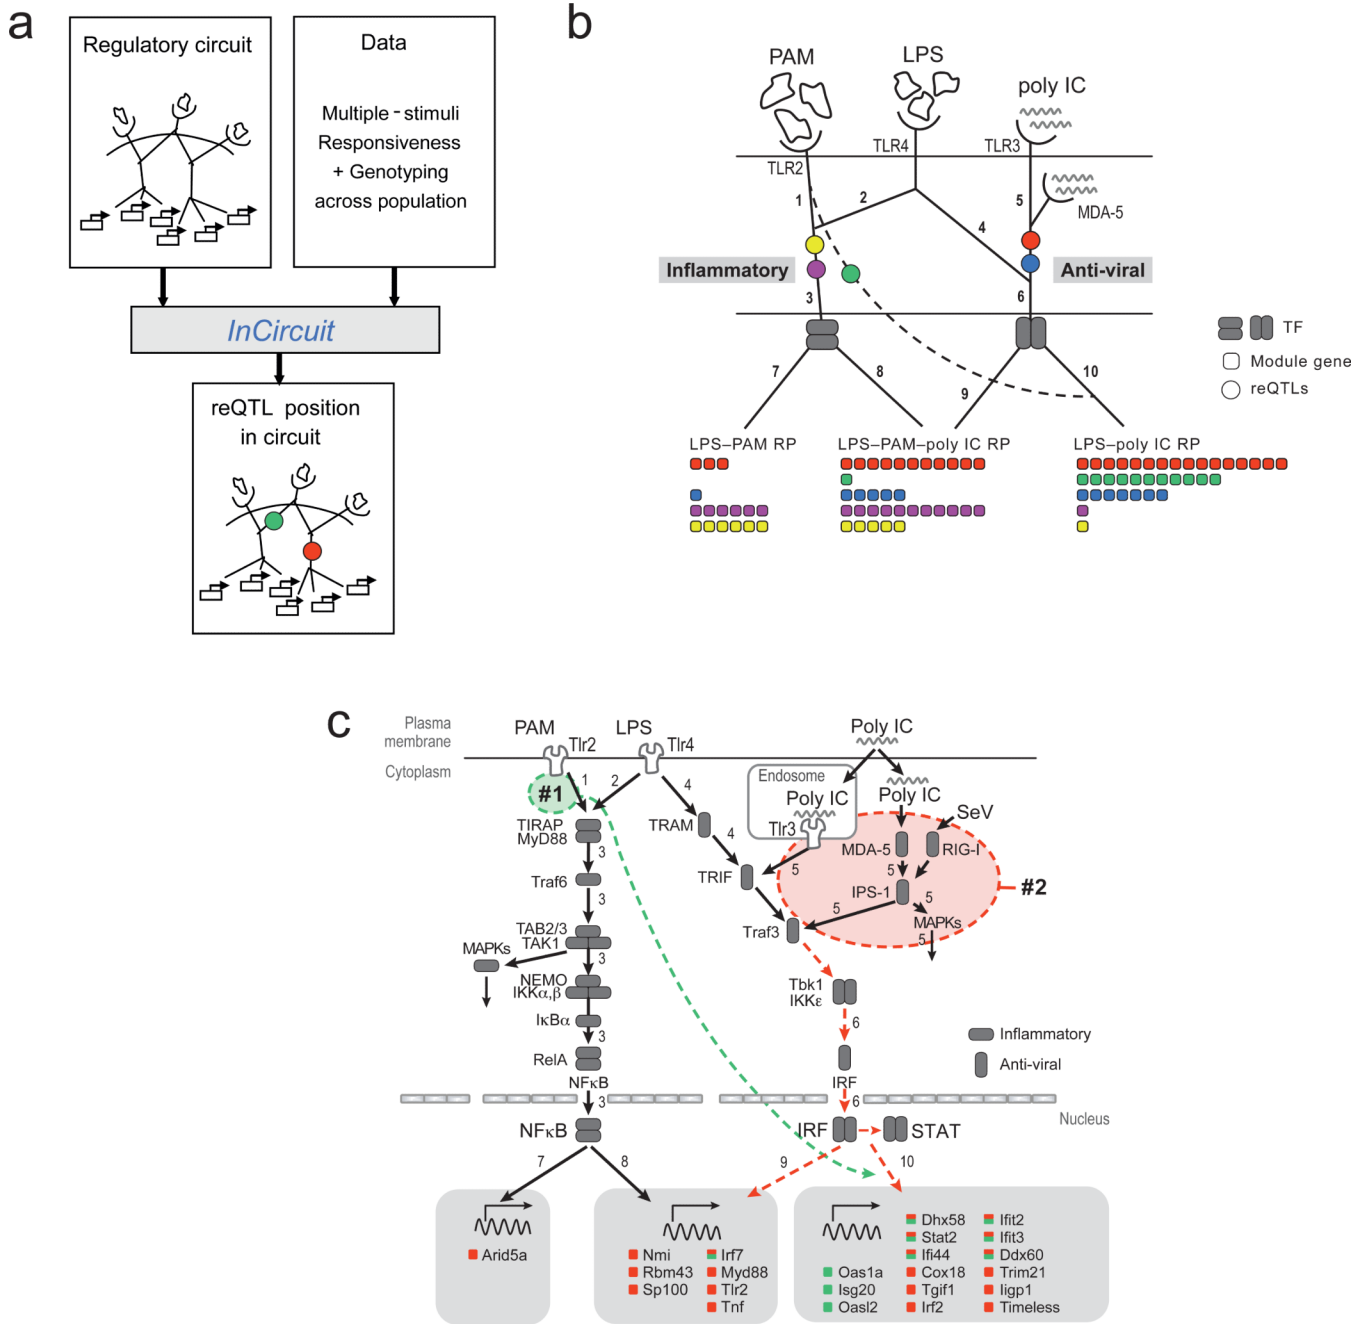 a
Regulatory circuit
Data
Multiple-stimuli
Responsiveness
+ Genotyping
across population
InCircuit
reQTL position
in circuit
b
PAM
LPS
poly IC
TLR2
TLR4
TLR3
MDA-5
1
2
4
5
Inflammatory
Anti-viral
3
6
7
8
9
10
TF
Module gene
reQTLs
LPS–PAM RP
LPS–PAM–poly IC RP
LPS–poly IC RP
c
Plasma
membrane
Cytoplasm
PAM
Tlr2
LPS
Tlr4
Poly IC
Endosome
Poly IC
Tlr3
Poly IC
SeV
#1
1
2
4
TIRAP
MyD88
3
TRAM
4
MDA-5
RIG-I
5
5
Traf6
3
TRIF
IPS-1
5
#2
5
MAPKs
5
Traf3
TAB2/3
TAK1
3
MAPKs
NEMO
IKKα,β
Tbk1
IKKε
IκBα
3
6
RelA
Inflammatory
Anti-viral
NFκB
3
IRF
6
Nucleus
NFκB
IRF
STAT
7
8
9
10
Arid5a
Nmi
Rbm43
Sp100
Irf7
Myd88
Tlr2
Tnf
Oas1a
Isg20
Oasl2
Dhx58
Stat2
Ifi44
Cox18
Tgif1
Irf2
Ifit2
Ifit3
Ddx60
Trim21
Iigp1
Timeless